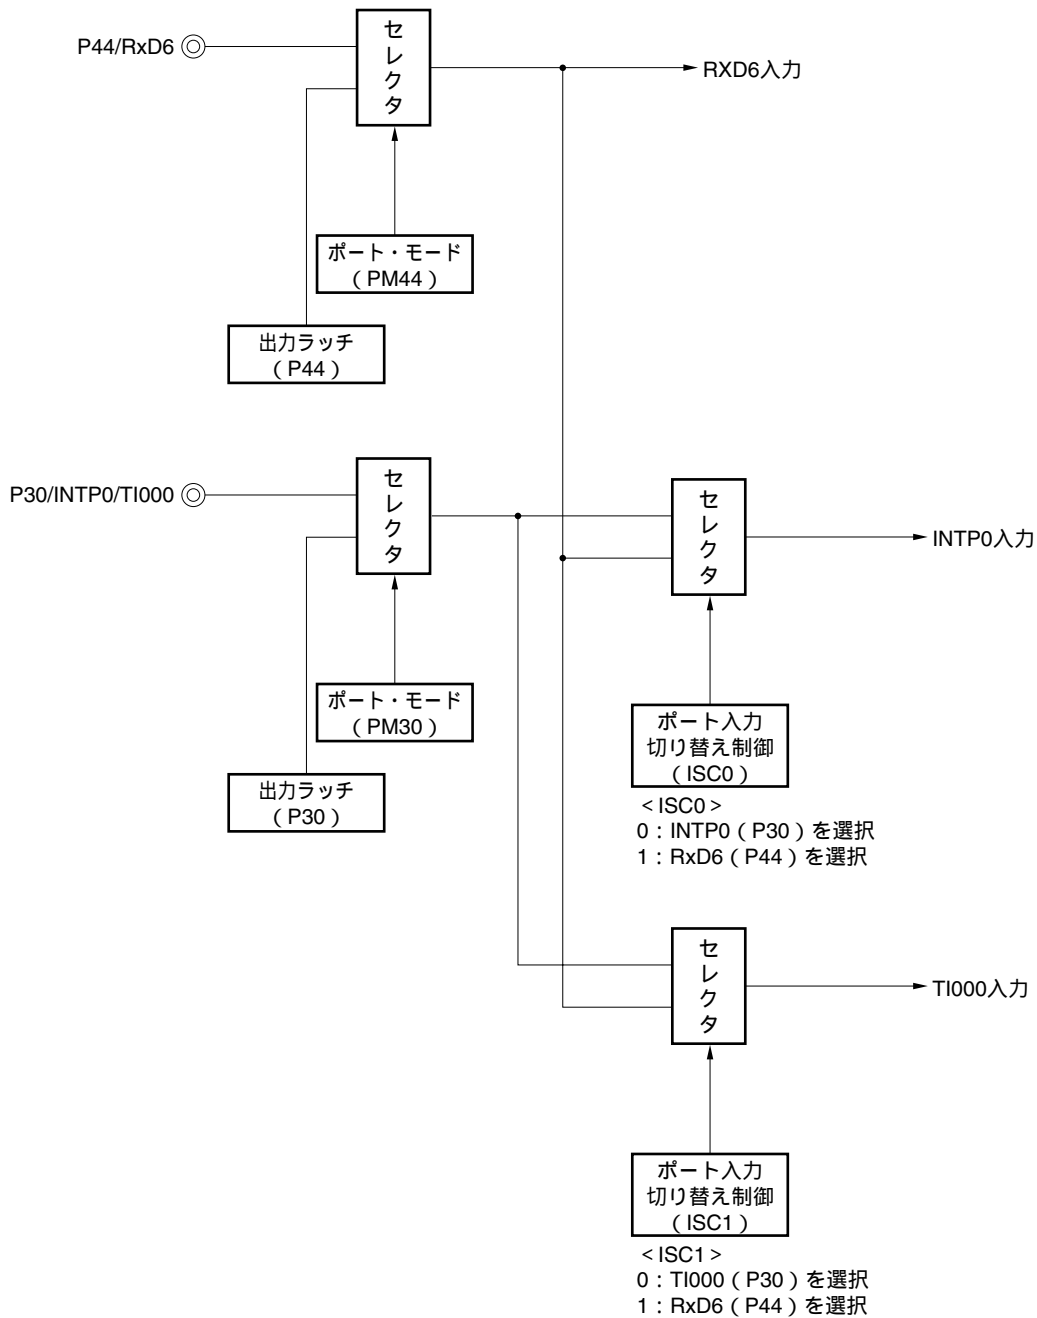 セレクタ
P44/RxD6
RXD6入力
ポート・モード
(PM44)
出力ラッチ
(P44)
セレクタ
P30/INTP0/TI000
セレクタ
INTP0入力
ポート・モード
(PM30)
ポート入力
切り替え制御
(ISC0)
出力ラッチ
(P30)
<ISC0>
0:INTP0(P30)を選択
1:RxD6(P44)を選択
セレクタ
TI000入力
ポート入力
切り替え制御
(ISC1)
<ISC1>
0:TI000(P30)を選択
1:RxD6(P44)を選択